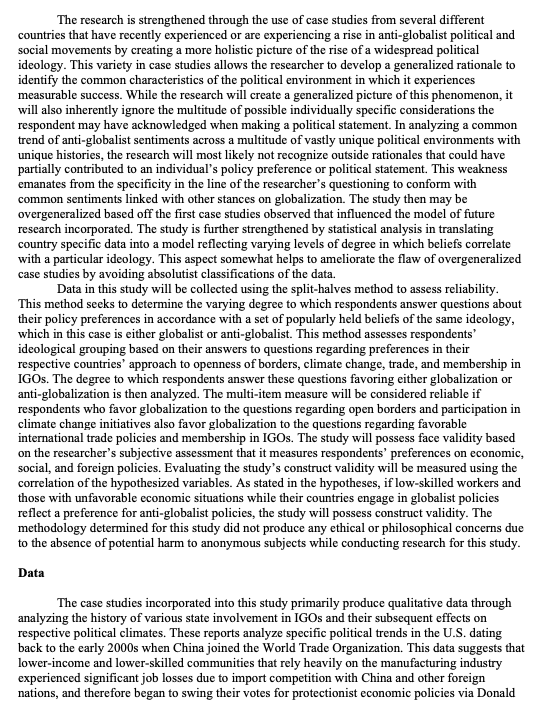 The research is strengthened through the use of case studies from several different
countries that have recently experienced or are experiencing a rise in anti-globalist political and
social movements by creating a more holistic picture of the rise of a widespread political
ideology. This variety in case studies allows the researcher to develop a generalized rationale to
identify the common characteristics of the political environment in which it experiences
measurable success. While the research will create a generalized picture of this phenomenon, it
will also inherently ignore the multitude of possible individually specific considerations the
respondent may have acknowledged when making a political statement. In analyzing a common
trend of anti-globalist sentiments across a multitude of vastly unique political environments with
unique histories, the research will most likely not recognize outside rationales that could have
partially contributed to an individual's policy preference or political statement. This weakness
emanates from the specificity in the line of the researcher's questioning to conform with
common sentiments linked with other stances on globalization. The study then may be
overgeneralized based off the first case studies observed that influenced the model of future
research incorporated. The study is further strengthened by statistical analysis in translating
country specific data into a model reflecting varying levels of degree in which beliefs correlate
with a particular ideology. This aspect somewhat helps to ameliorate the flaw of overgeneralized
case studies by avoiding absolutist classifications of the data.
Data in this study will be collected using the split-halves method to assess reliability.
This method seeks to determine the varying degree to which respondents answer questions about
their policy preferences in accordance with a set of popularly held beliefs of the same ideology,
which in this case is either globalist or anti-globalist. This method assesses respondents'
ideological grouping based on their answers to questions regarding preferences in their
respective countries' approach to openness of borders, climate change, trade, and membership in
IGOs. The degree to which respondents answer these questions favoring either globalization or
anti-globalization is then analyzed. The multi-item measure will be considered reliable if
respondents who favor globalization to the questions regarding open borders and participation in
climate change initiatives also favor globalization to the questions regarding favorable
international trade policies and membership in IGOs. The study will possess face validity based
on the researcher's subjective assessment that it measures respondents' preferences on economic,
social, and foreign policies. Evaluating the study's construct validity will be measured using the
correlation of the hypothesized variables. As stated in the hypotheses, if low-skilled workers and
those with unfavorable economic situations while their countries engage in globalist policies
reflect a preference for anti-globalist policies, the study will possess construct validity. The
methodology determined for this study did not produce any ethical or philosophical concerns due
to the absence of potential harm to anonymous subjects while conducting research for this study.
Data
The case studies incorporated into this study primarily produce qualitative data through
analyzing the history of various state involvement in IGOs and their subsequent effects on
respective political climates. These reports analyze specific political trends in the U.S. dating
back to the early 2000s when China joined the World Trade Organization. This data suggests that
lower-income and lower-skilled communities that rely heavily on the manufacturing industry
experienced significant job losses due to import competition with China and other foreign
nations, and therefore began to swing their votes for protectionist economic policies via Donald